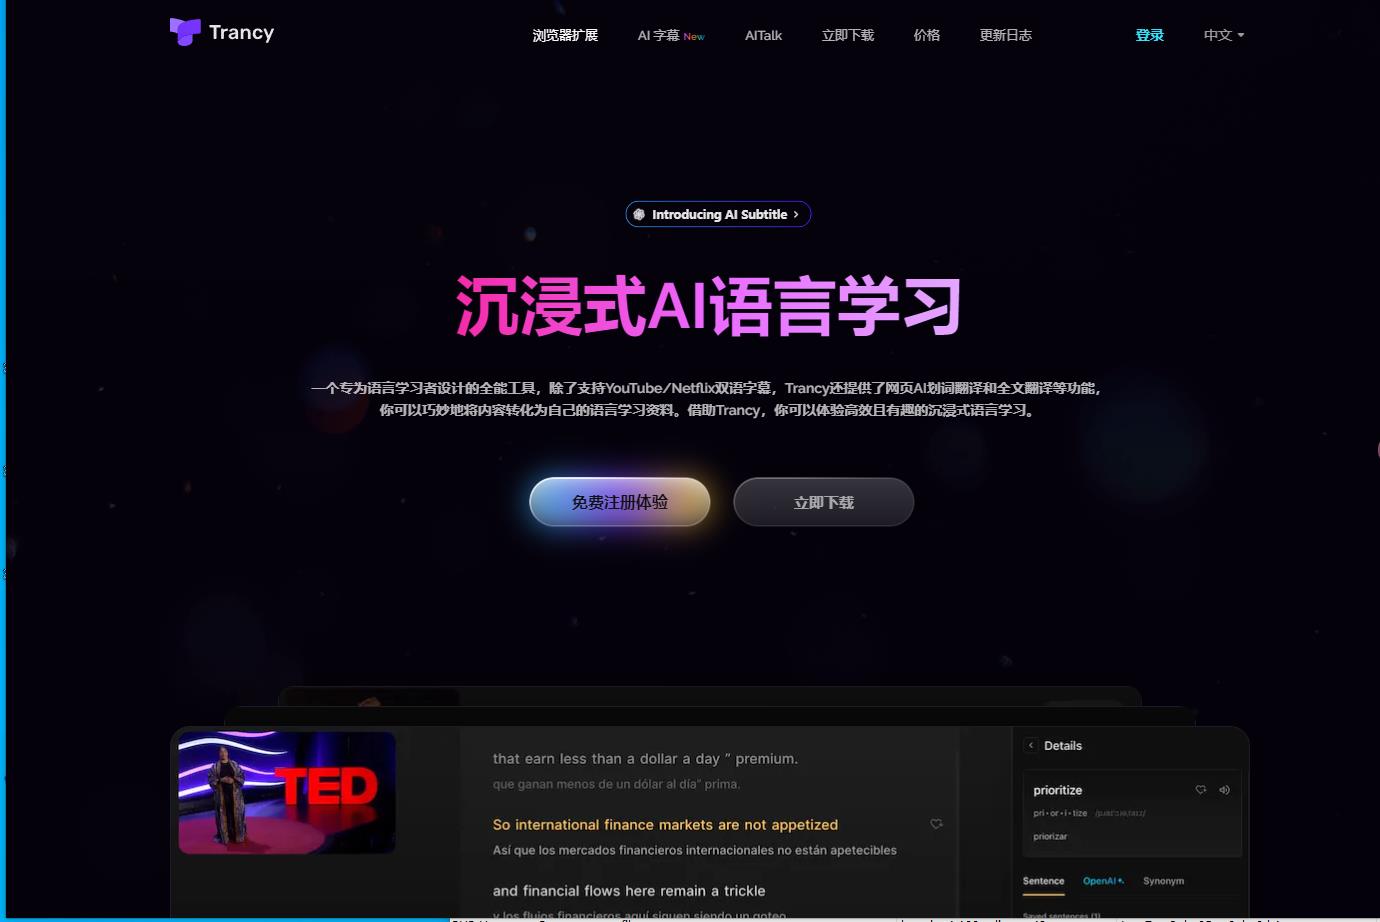 Trancy
浏览器扩展
AI 字幕 New
AITalk
立即下载
价格
更新日志
登录
中文
Introducing AI Subtitle
沉浸式AI语言学习
一个专为语言学习者设计的全能工具，除了支持YouTube/Netflix双语字幕，Trancy还提供了网页AI划词翻译和全文翻译等功能，
你可以巧妙地将内容转化为自己的语言学习资料。借助Trancy，你可以体验高效且有趣的沉浸式语言学习。
免费注册体验
立即下载
TED
that earn less than a dollar a day ” premium.
que ganan menos de un dólar al día” prima.
So international finance markets are not appetized
Así que los mercados financieros internacionales no están apetecibles
and financial flows here remain a trickle
y los flujos financieros aquí siguen siendo un goteo
Details
prioritize
pri•or•i•tize
priorizar
Sentence
OpenAI
Synonym
Saved sentences (1)